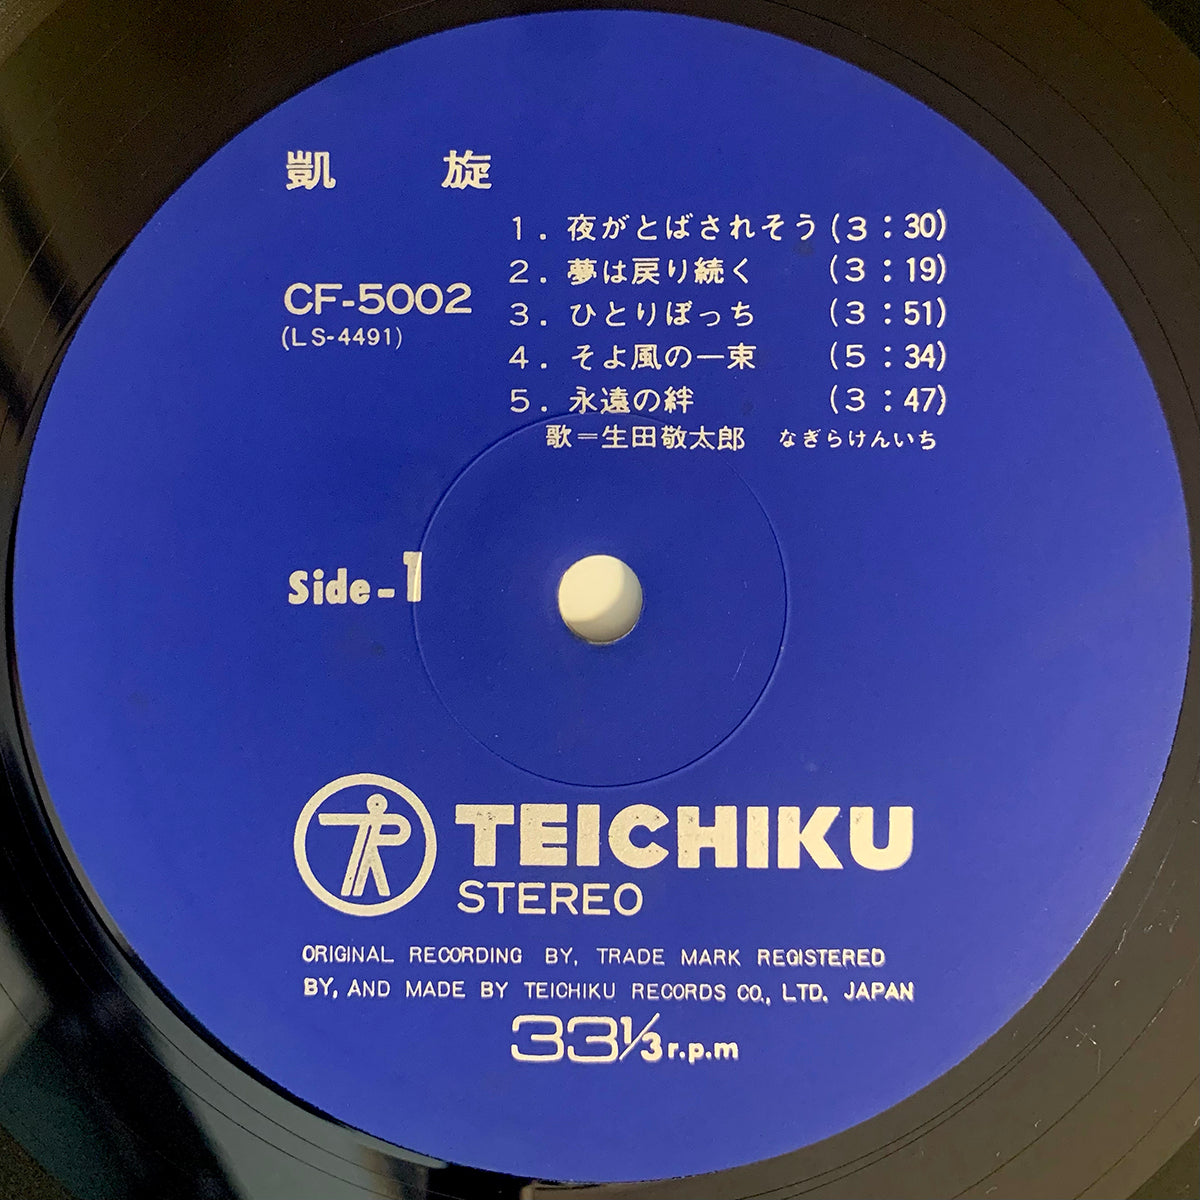 凱 旋
1. 夜がとばされそう (3:30)
2. 夢は戻り続く (3:19)
CF-5002
3. ひとりぼっち (3:51)
(LS-4491)
4. そよ風の一束 (5:34)
5. 永遠の絆 (3:47)
歌=生田敬太郎 なぎらけんいち
Side-1
TR
TEICHIKU
STEREO
ORIGINAL RECORDING BY, TRADE MARK REGISTERED
BY, AND MADE BY TEICHIKU RECORDS CO., LTD. JAPAN
33 1/3 r.p.m